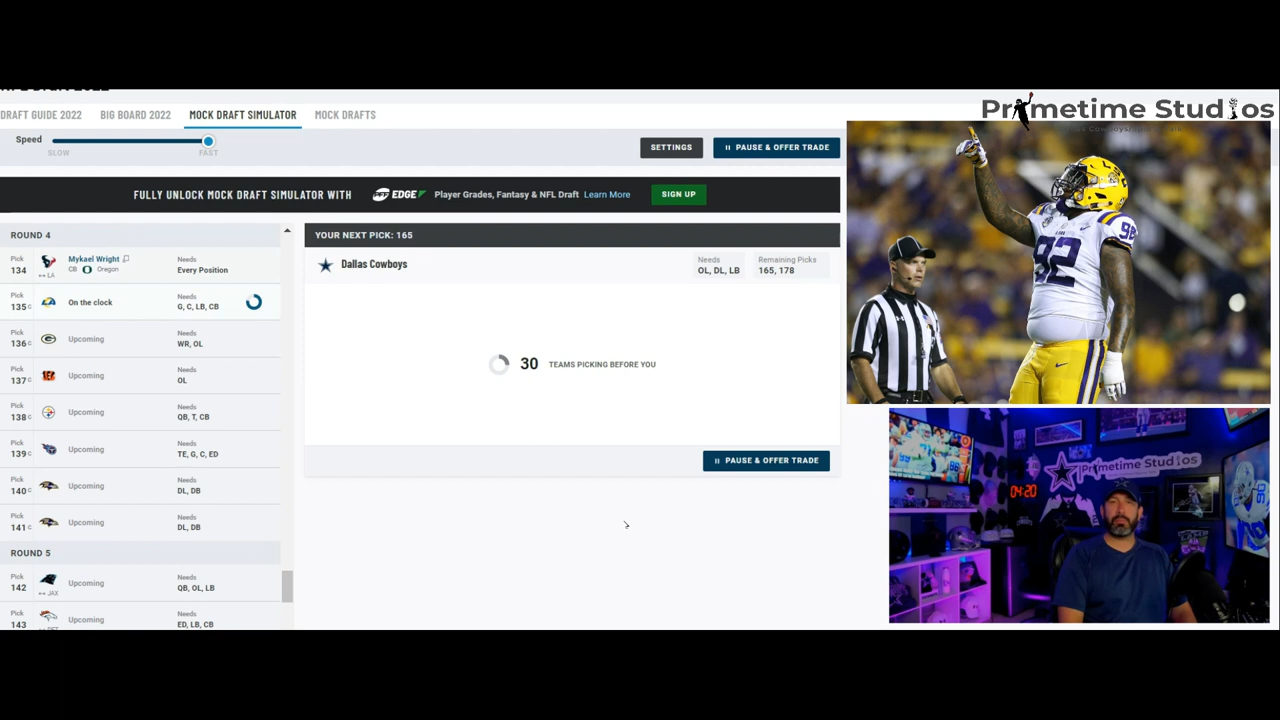 DRAFT GUIDE 2022
BIG BOARD 2022
MOCK DRAFT SIMULATOR
MOCK DRAFTS
Speed
SLOW
FAST
SETTINGS
PAUSE & OFFER TRADE
FULLY UNLOCK MOCK DRAFT SIMULATOR WITH
PFF EDGE
Player Grades, Fantasy & NFL Draft Learn More
SIGN UP
ROUND 4
Pick
134
LA
Mykael Wright
CB Oregon
Needs
Every Position
Pick
135 C
On the clock
Needs
G, C, LB, CB
Pick
136 C
Upcoming
Needs
WR, OL
Pick
137 C
Upcoming
Needs
OL
Pick
138 C
Upcoming
Needs
QB, T, CB
Pick
139 C
Upcoming
Needs
TE, G, C, ED
Pick
140 C
Upcoming
Needs
DL, DB
Pick
141 C
Upcoming
Needs
DL, DB
ROUND 5
Pick
142
JAX
Upcoming
Needs
QB, OL, LB
Pick
143
Upcoming
Needs
ED, LB, CB
YOUR NEXT PICK: 165
Dallas Cowboys
Needs
OL, DL, LB
Remaining Picks
165, 178
30 TEAMS PICKING BEFORE YOU
PAUSE & OFFER TRADE
Primetime Studios
92
Primetime Studios
04:20